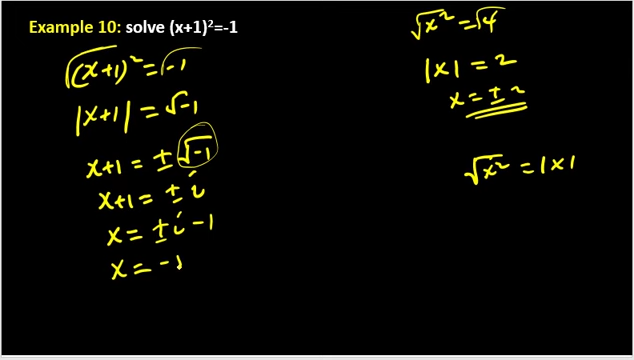 Example 10: solve (x+1)²=-1
√(x+1)² = √-1
|x+1| = √-1
x+1 = ± √-1
i
x+1 = ± i
x = ± i -1
x = -1
√x² = √4
|x| = 2
x = ± 2
√x² = |x|